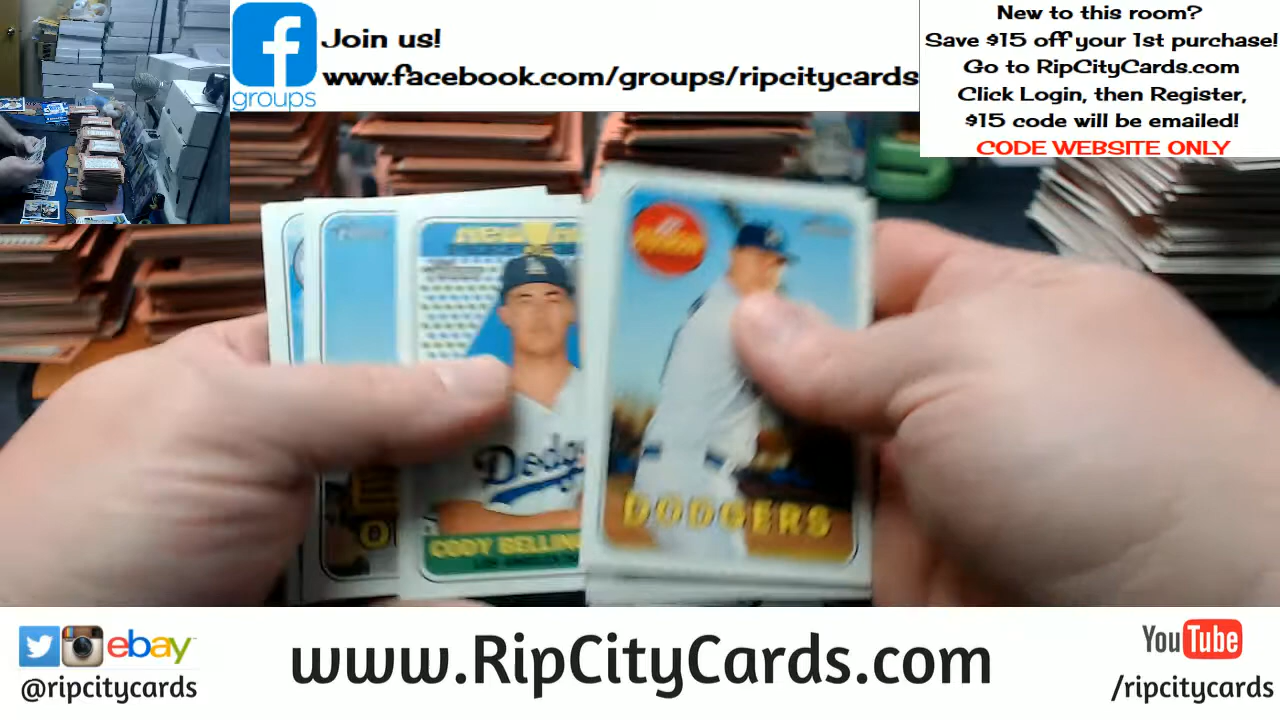 f
groups
Join us!
www.facebook.com/groups/ripcitycards
New to this room?
Save $15 off your 1st purchase!
Go to RipCityCards.com
Click Login, then Register,
$15 code will be emailed!
CODE WEBSITE ONLY
Dodg
CODY BELLIN
DODGERS
ebay
@ripcitycards
www.RipCityCards.com
YouTube
/ripcitycards